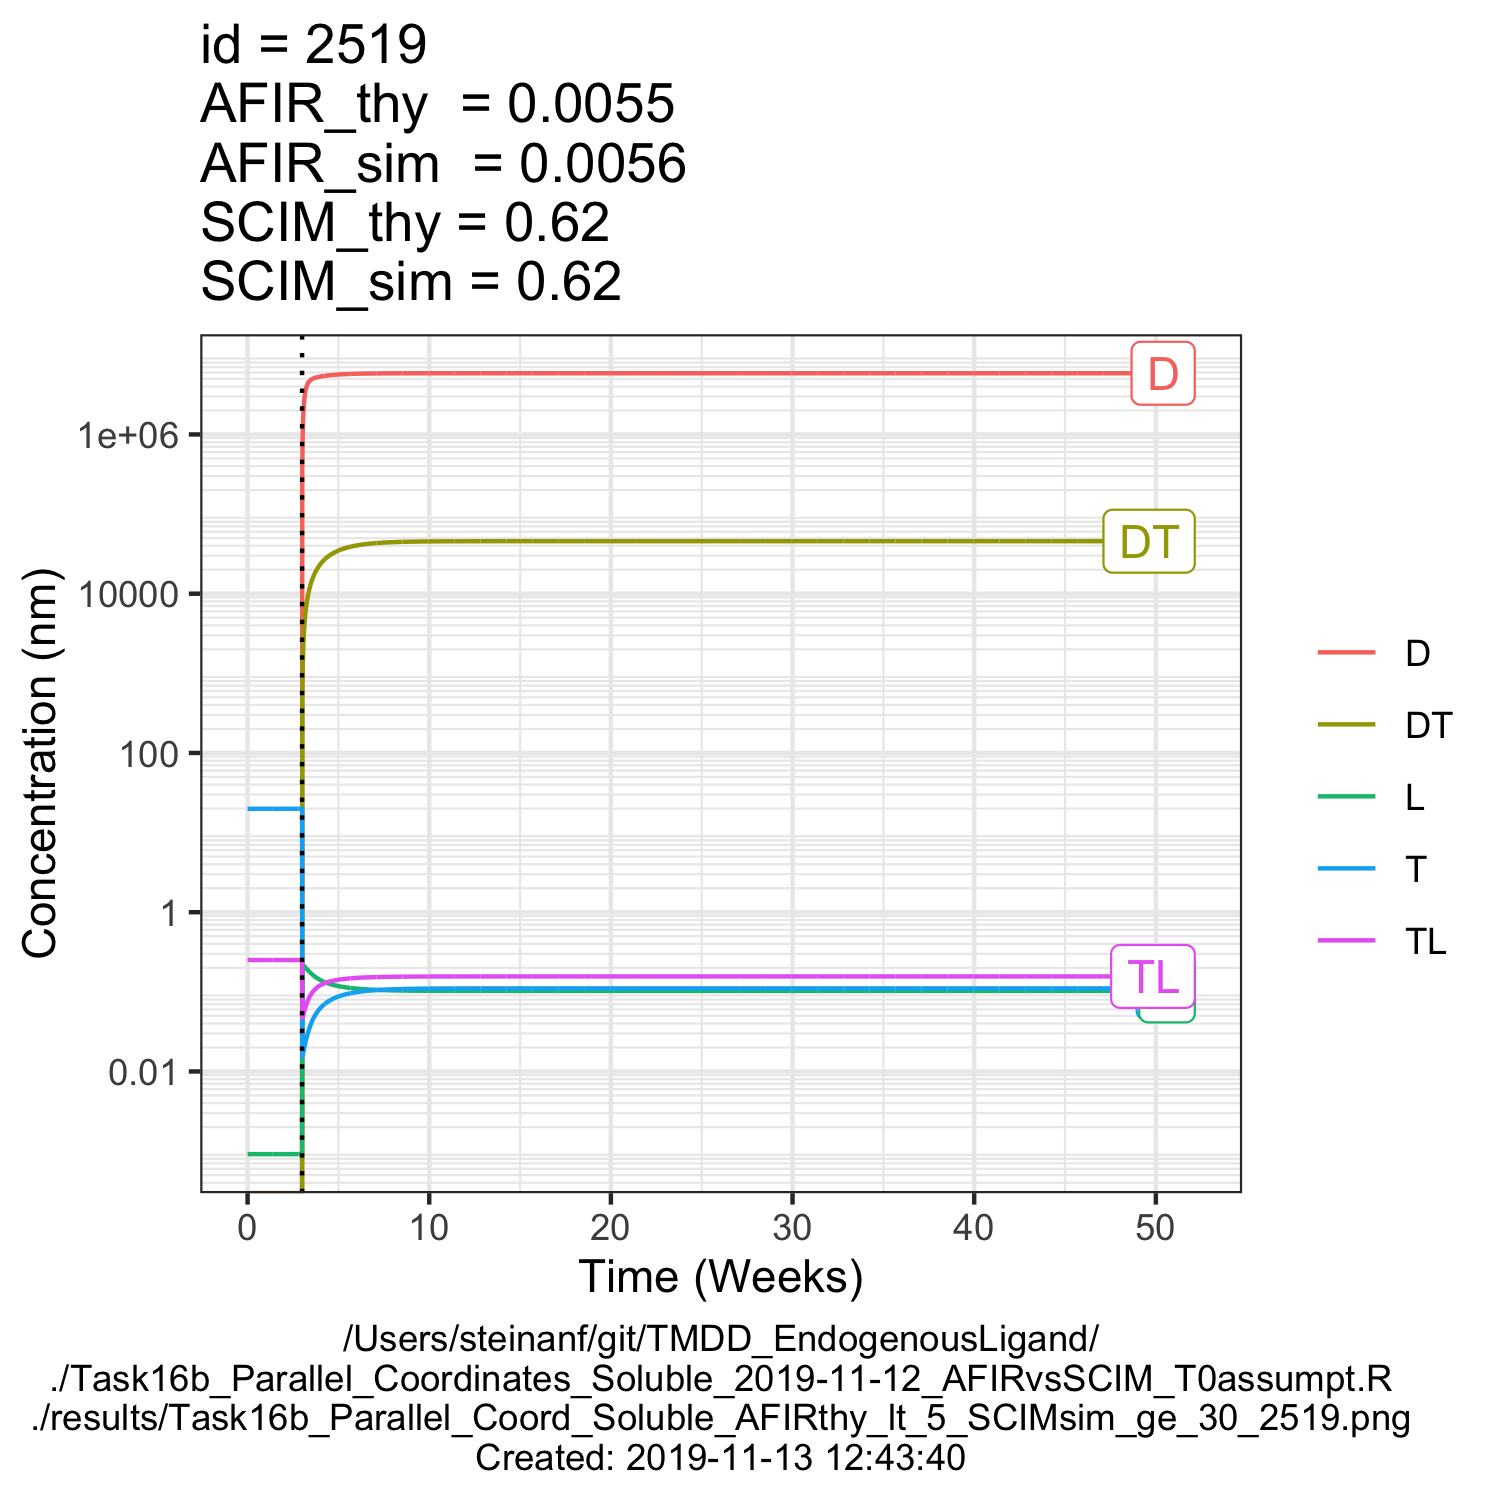 id = 2519
AFIR_thy = 0.0055
AFIR_sim = 0.0056
SCIM_thy = 0.62
SCIM_sim = 0.62
Concentration (nm)
1e+06
10000
100
1
0.01
D
DT
TL
0
10
20
30
40
50
Time (Weeks)
D
DT
L
T
TL
/Users/steinanf/git/TMDD_EndogenousLigand/
./Task16b_Parallel_Coordinates_Soluble_2019-11-12_AFIRvsSCIM_T0assumpt.R
./results/Task16b_Parallel_Coord_Soluble_AFIRthy_lt_5_SCIMsim_ge_30_2519.png
Created: 2019-11-13 12:43:40